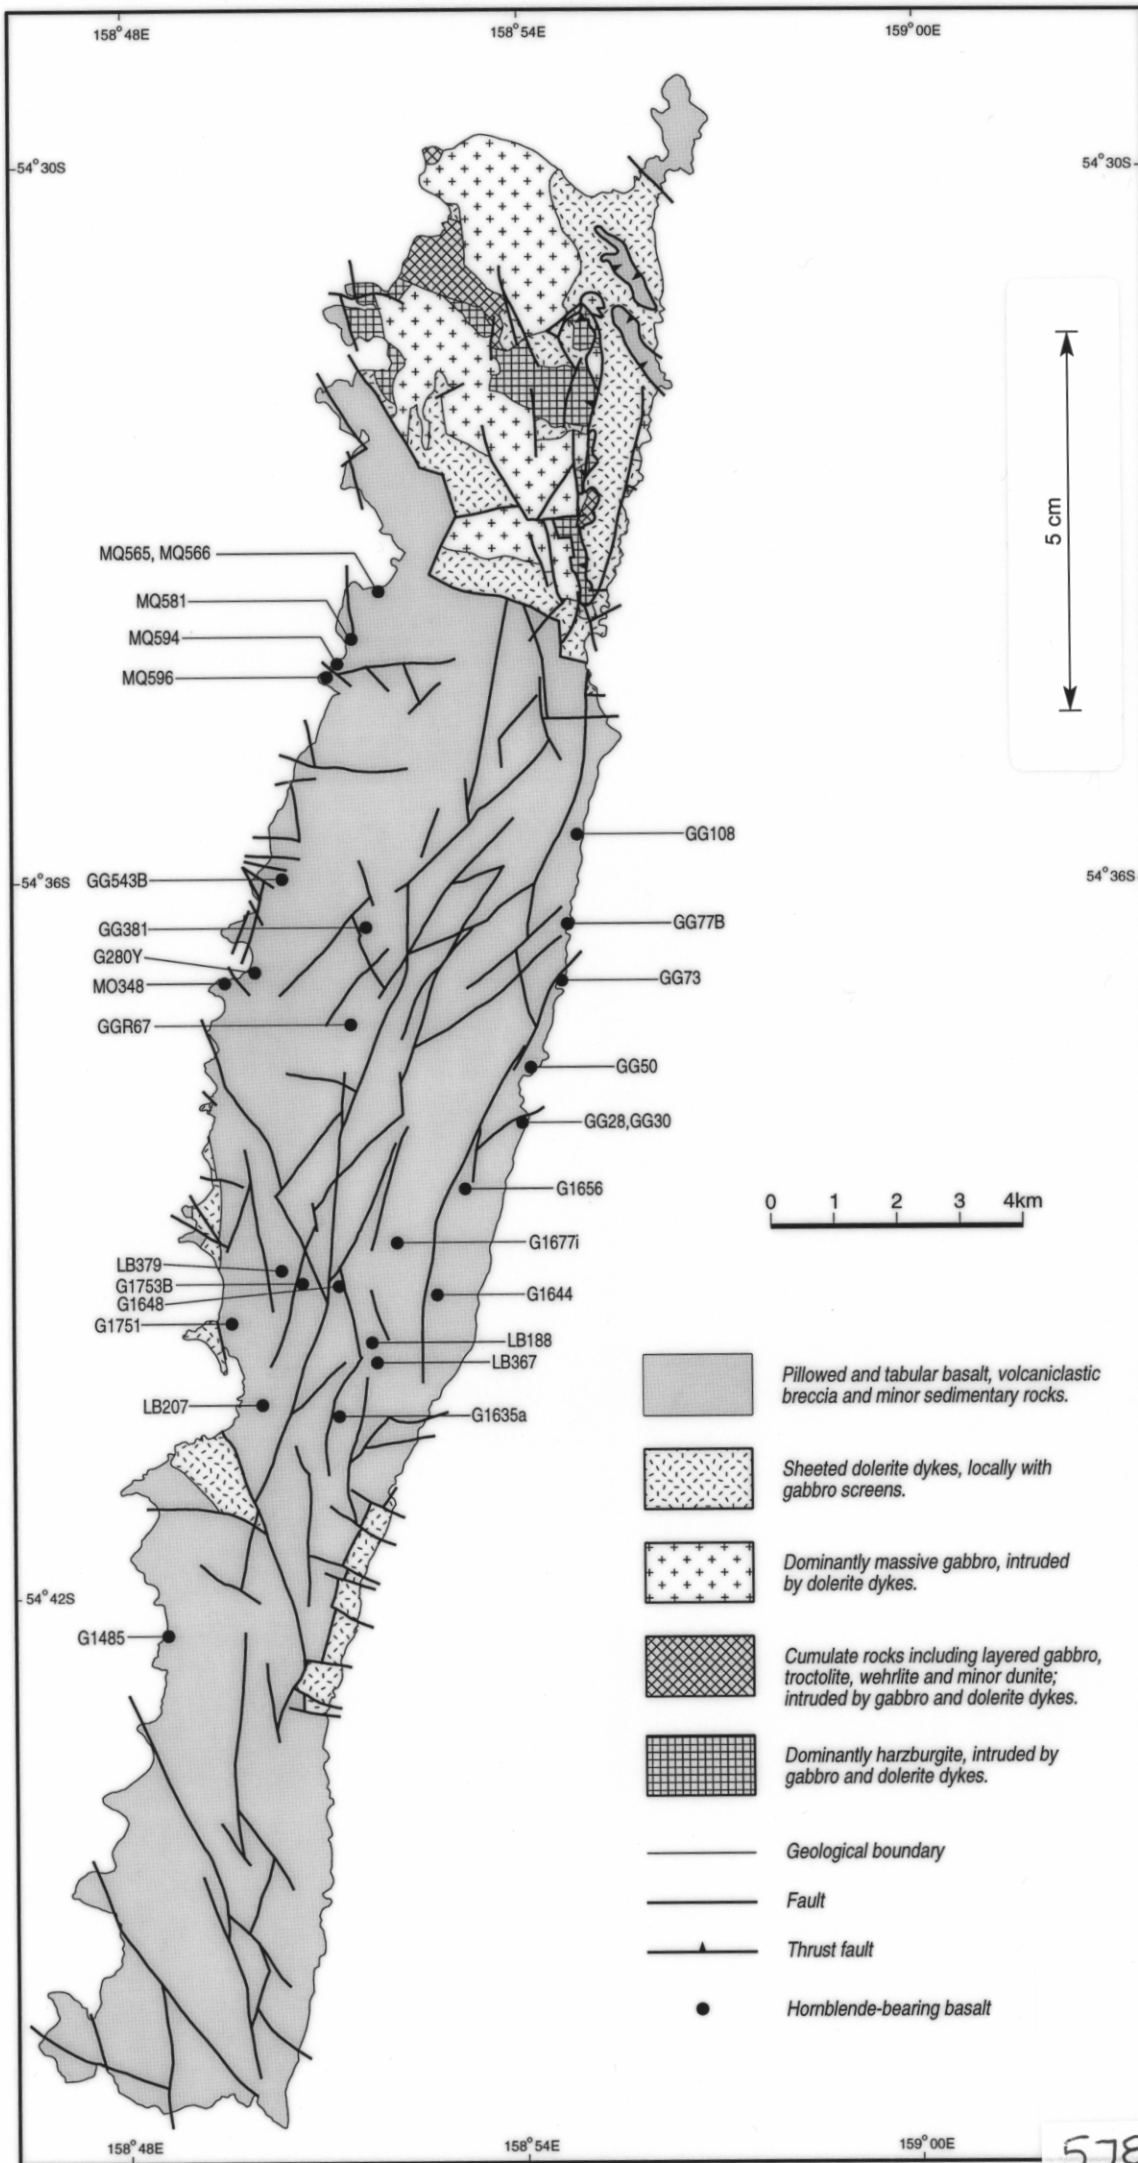 158°48E
158°54E
159°00E
54°30S
54°30S
5 cm
MQ565, MQ566
MQ581
MQ594
MQ596
GG108
54°36S
GG543B
54°36S
GG381
GG77B
G280Y
MO348
GG73
GGR67
GG50
GG28,GG30
G1656
0 1 2 3 4km
G1677i
LB379
G1753B
G1648
G1644
G1751
LB188
LB367
LB207
G1635a
Pillowed and tabular basalt, volcaniclastic
breccia and minor sedimentary rocks.
Sheeted dolerite dykes, locally with
gabbro screens.
Dominantly massive gabbro, intruded
by dolerite dykes.
54°42S
G1485
Cumulate rocks including layered gabbro,
troctolite, wehrlite and minor dunite;
intruded by gabbro and dolerite dykes.
Dominantly harzburgite, intruded by
gabbro and dolerite dykes.
Geological boundary
Fault
Thrust fault
Hornblende-bearing basalt
158°48E
158°54E
159°00E
578